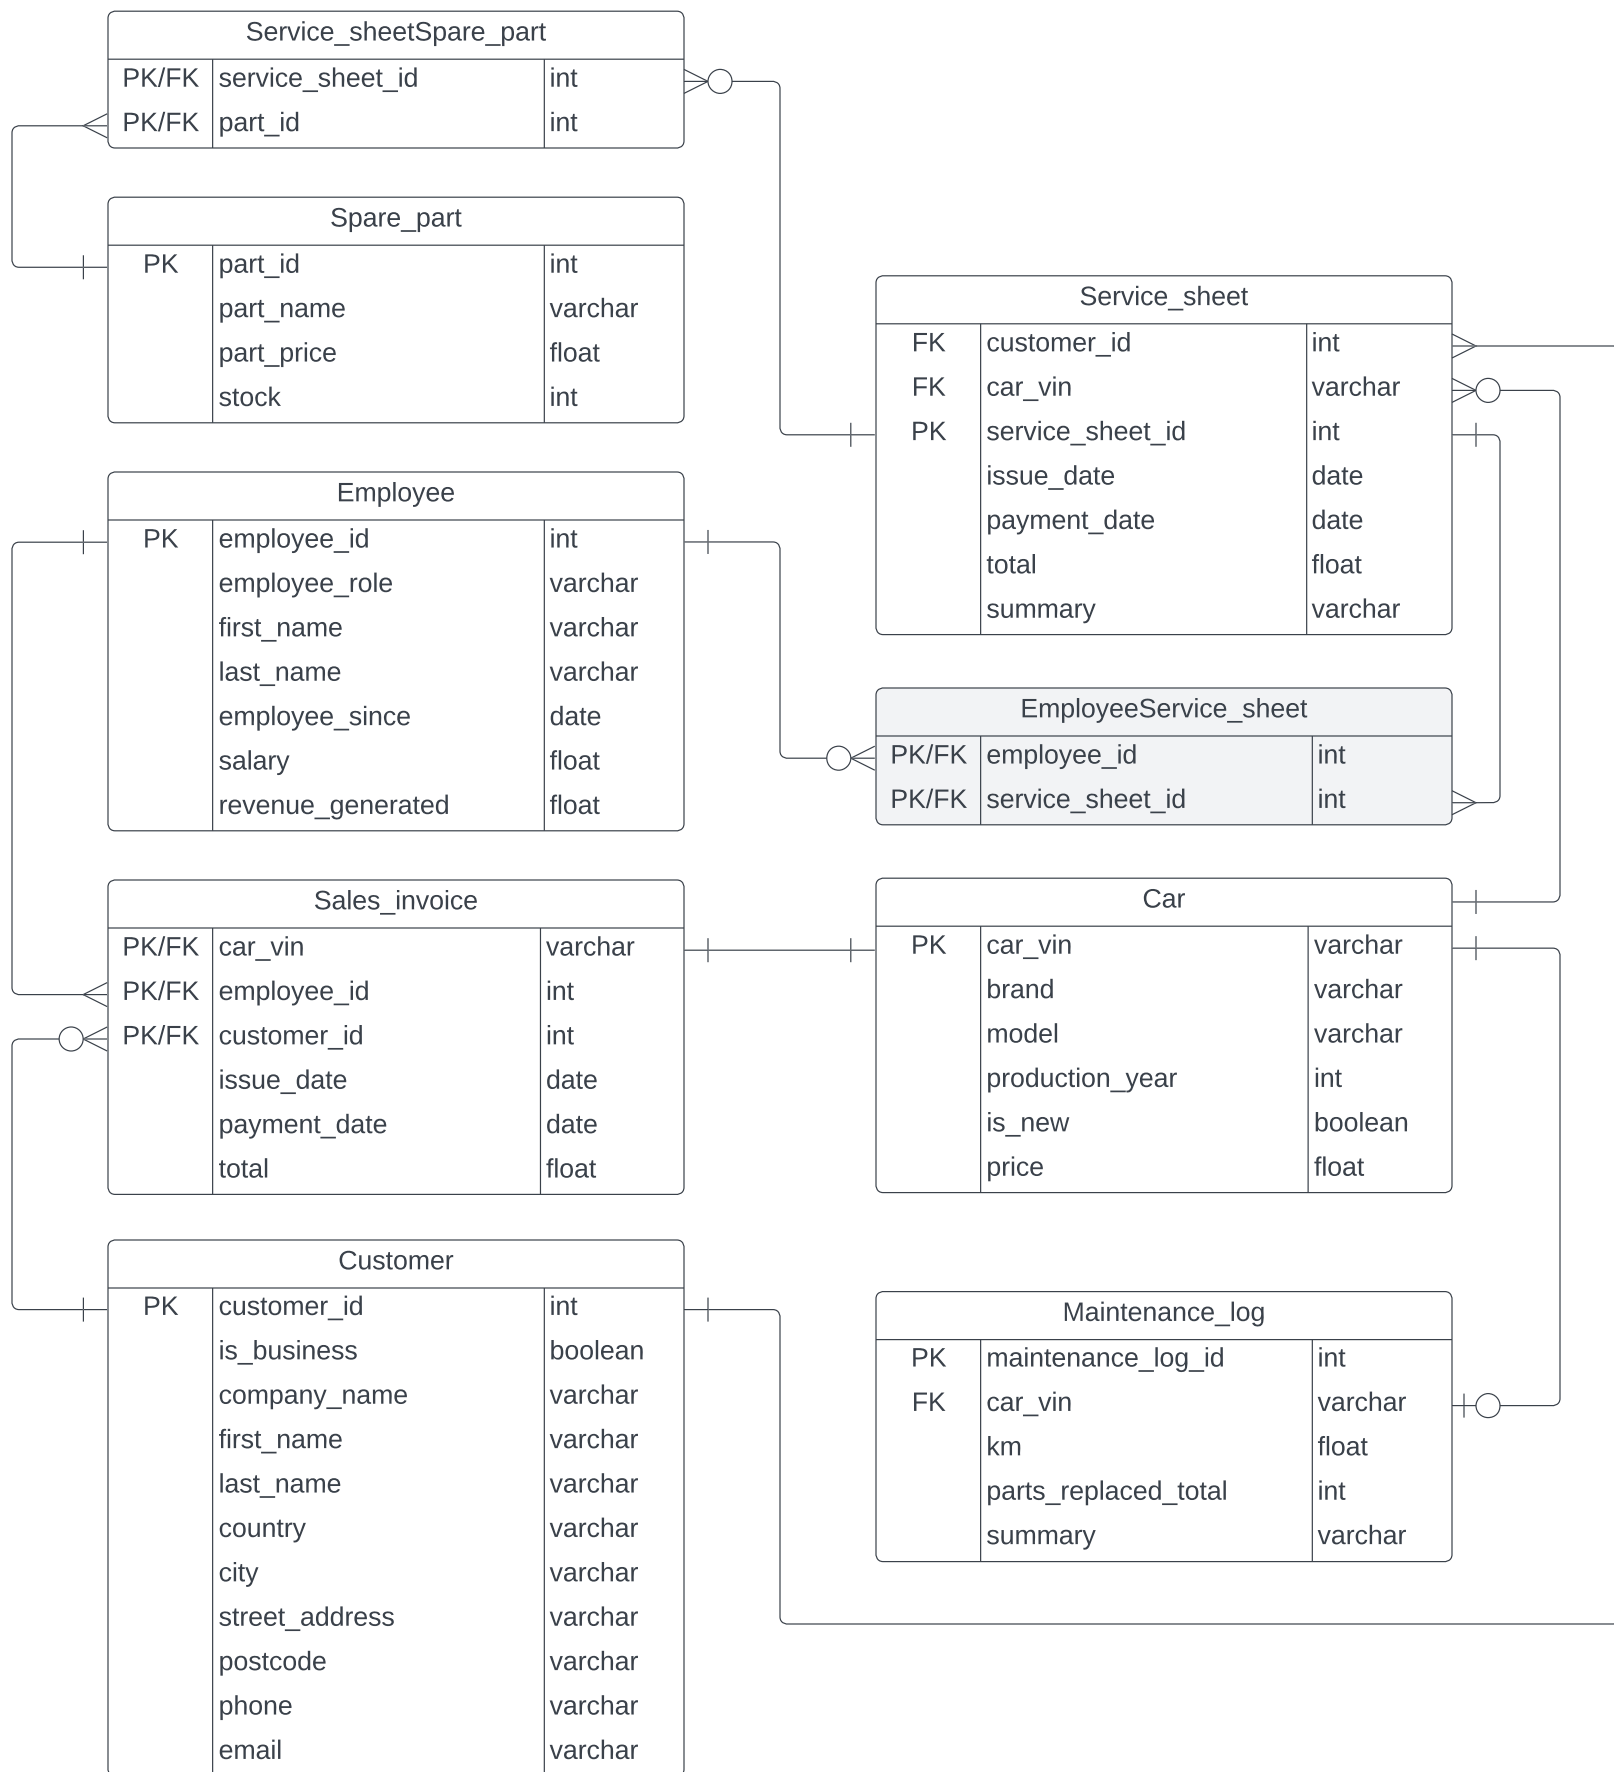 Service_sheetSpare_part
PK/FK service_sheet_id int
PK/FK part_id int
Spare_part
PK part_id int
part_name varchar
part_price float
stock int
Employee
PK employee_id int
employee_role varchar
first_name varchar
last_name varchar
employee_since date
salary float
revenue_generated float
Sales_invoice
PK/FK car_vin varchar
PK/FK employee_id int
PK/FK customer_id int
issue_date date
payment_date date
total float
Customer
PK customer_id int
is_business boolean
company_name varchar
first_name varchar
last_name varchar
country varchar
city varchar
street_address varchar
postcode varchar
phone varchar
email varchar
Service_sheet
FK customer_id int
FK car_vin varchar
PK service_sheet_id int
issue_date date
payment_date date
total float
summary varchar
EmployeeService_sheet
PK/FK employee_id int
PK/FK service_sheet_id int
Car
PK car_vin varchar
brand varchar
model varchar
production_year int
is_new boolean
price float
Maintenance_log
PK maintenance_log_id int
FK car_vin varchar
km float
parts_replaced_total int
summary varchar